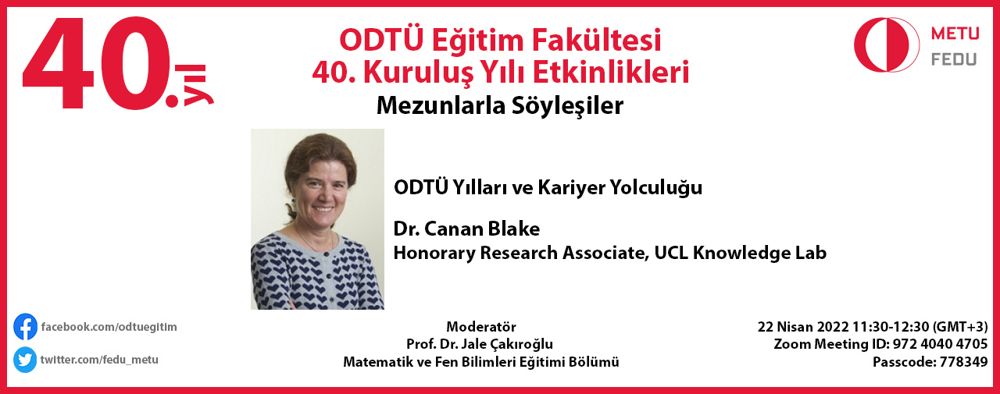 40.yıl
ODTÜ Eğitim Fakültesi
40. Kuruluş Yılı Etkinlikleri
Mezunlarla Söyleşiler
METU
FEDU
ODTÜ Yılları ve Kariyer Yolculuğu
Dr. Canan Blake
Honorary Research Associate, UCL Knowledge Lab
facebook.com/odtuegitim
twitter.com/fedu_metu
Moderatör
Prof. Dr. Jale Çakıroğlu
Matematik ve Fen Bilimleri Eğitimi Bölümü
22 Nisan 2022 11:30-12:30 (GMT+3)
Zoom Meeting ID: 972 4040 4705
Passcode: 778349